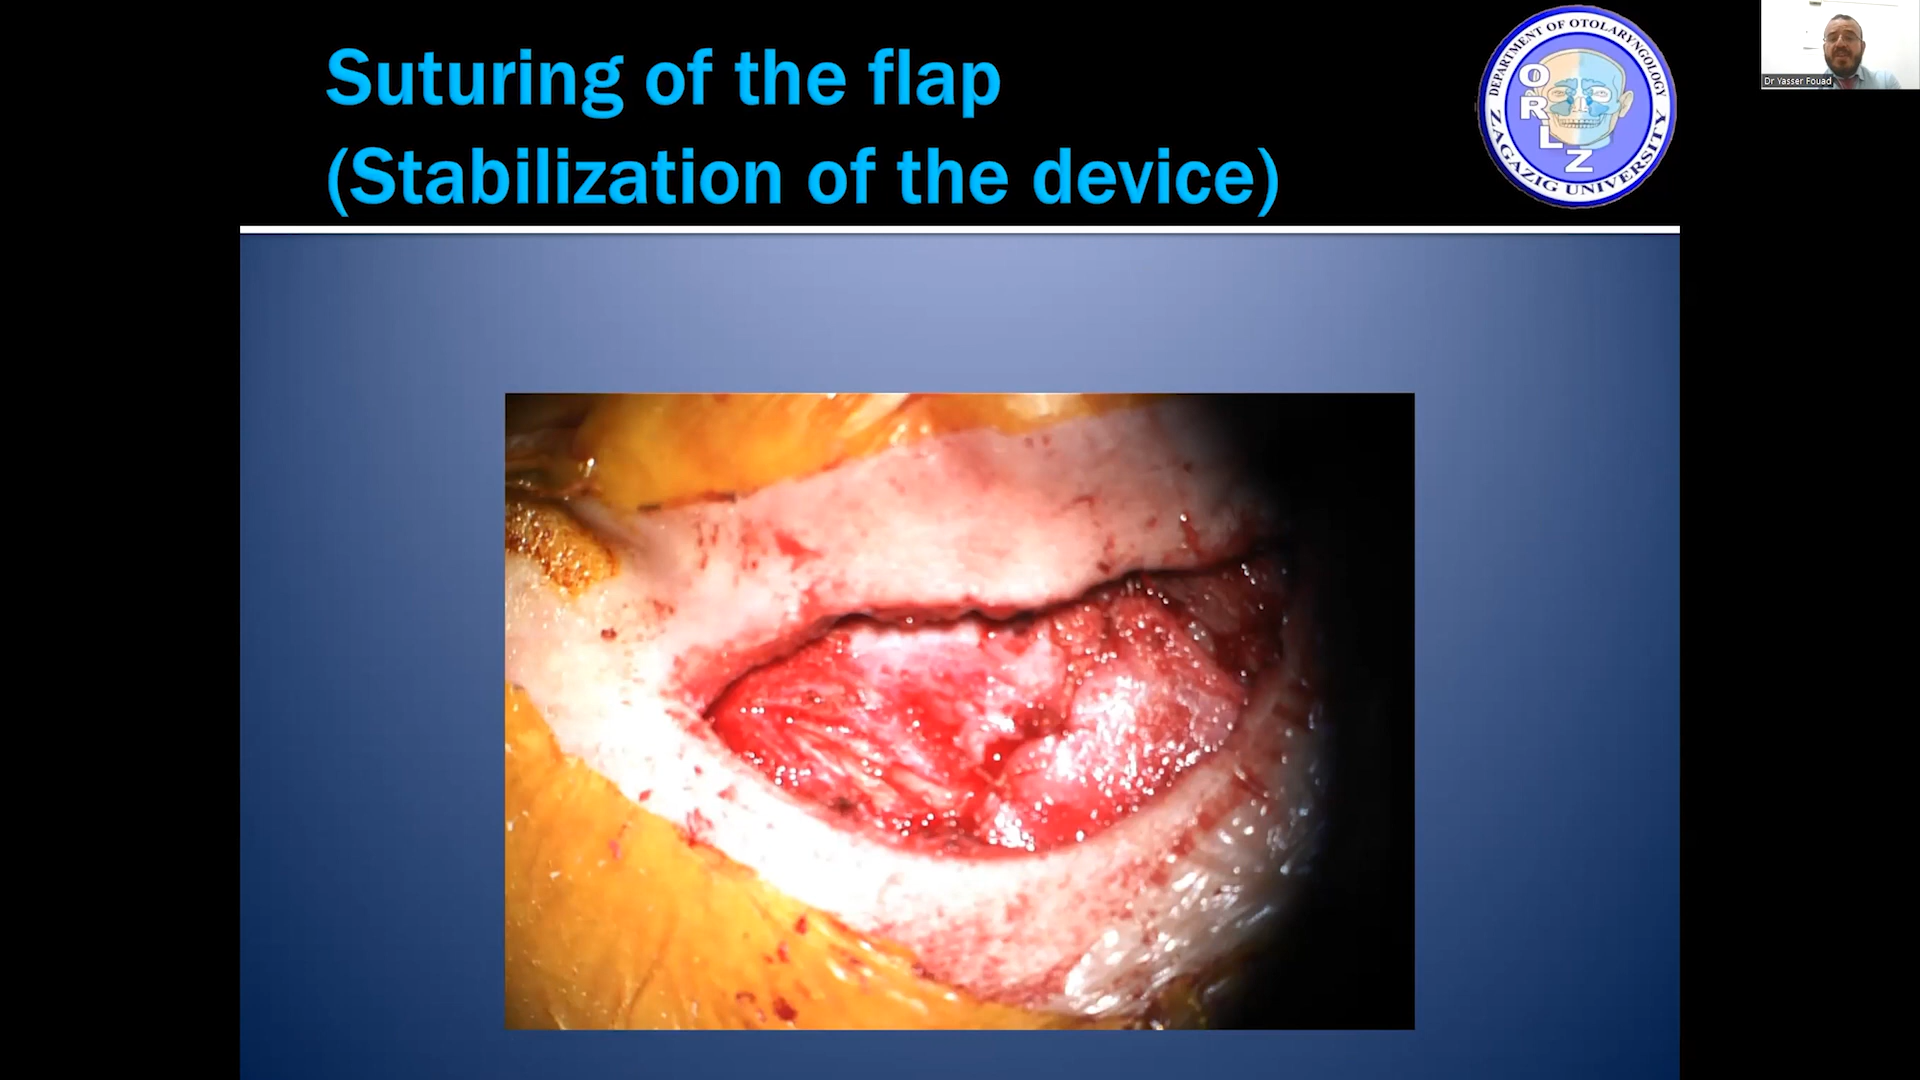 Suturing of the flap
(Stabilization of the device)
DEPARTMENT OF OTOLARYNGOLOGY
ORLZ
ZAGAZIG UNIVERSITY
Dr Yasser Fouad